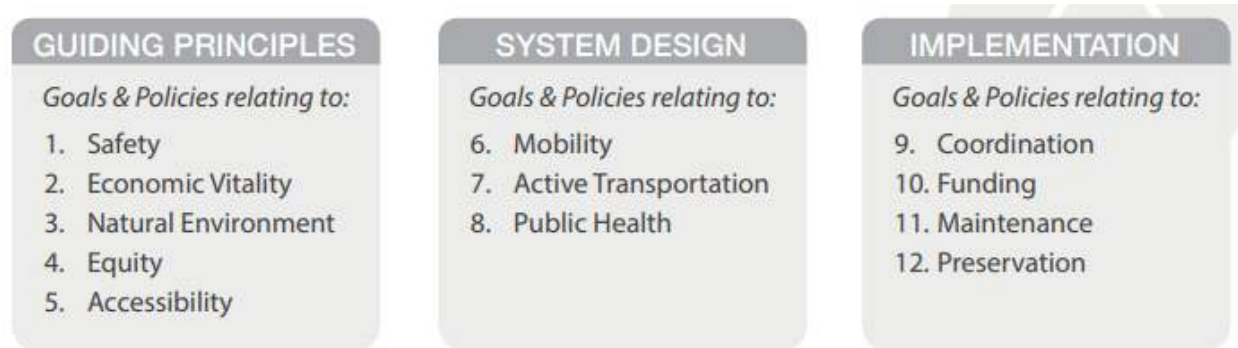 GUIDING PRINCIPLES
Goals & Policies relating to:
1. Safety
2. Economic Vitality
3. Natural Environment
4. Equity
5. Accessibility
SYSTEM DESIGN
Goals & Policies relating to:
6. Mobility
7. Active Transportation
8. Public Health
IMPLEMENTATION
Goals & Policies relating to:
9. Coordination
10. Funding
11. Maintenance
12. Preservation